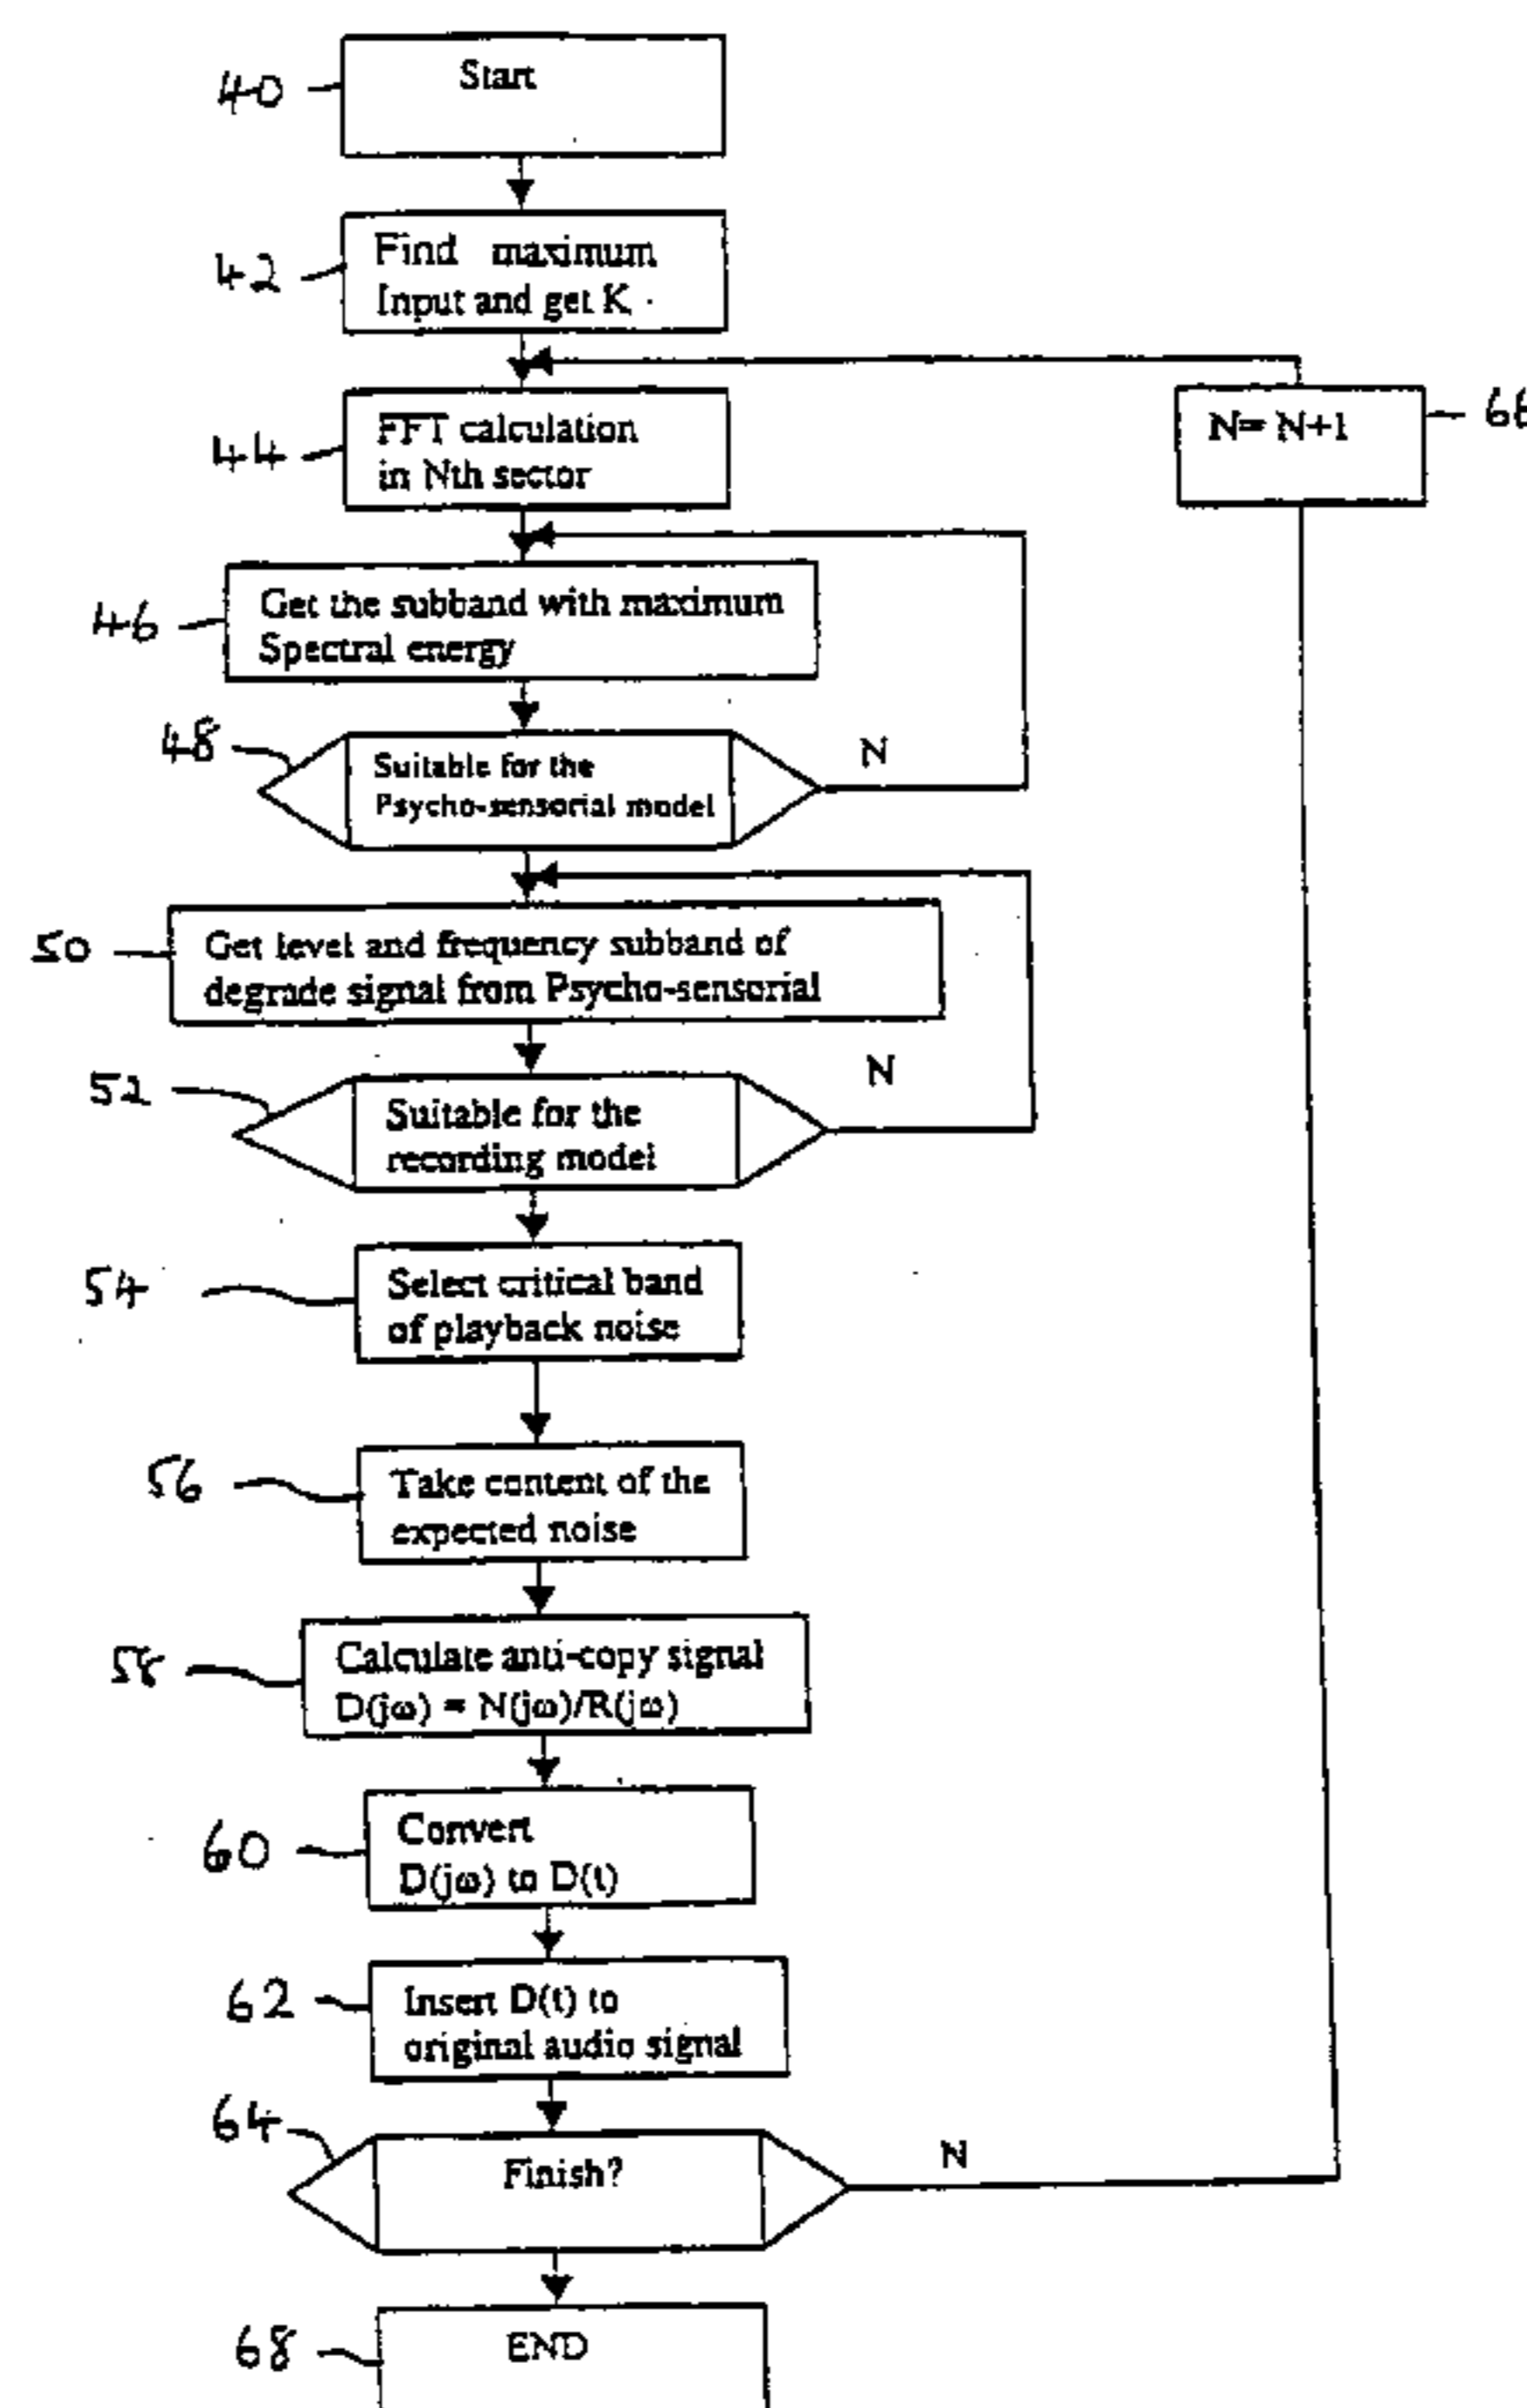 40
Start
42
Find maximum
Input and get K
44
FFT calculation
in Nth sector
N= N+1
66
46
Get the subband with maximum
Spectral energy
48
Suitable for the
Psycho-sensorial model
N
50
Get level and frequency subband of
degrade signal from Psycho-sensorial
52
Suitable for the
recording model
N
54
Select critical band
of playback noise
56
Take content of the
expected noise
58
Calculate anti-copy signal
D(jω) = N(jω)/R(jω)
60
Convert
D(jω) to D(t)
62
Insert D(t) to
original audio signal
64
Finish?
N
68
END